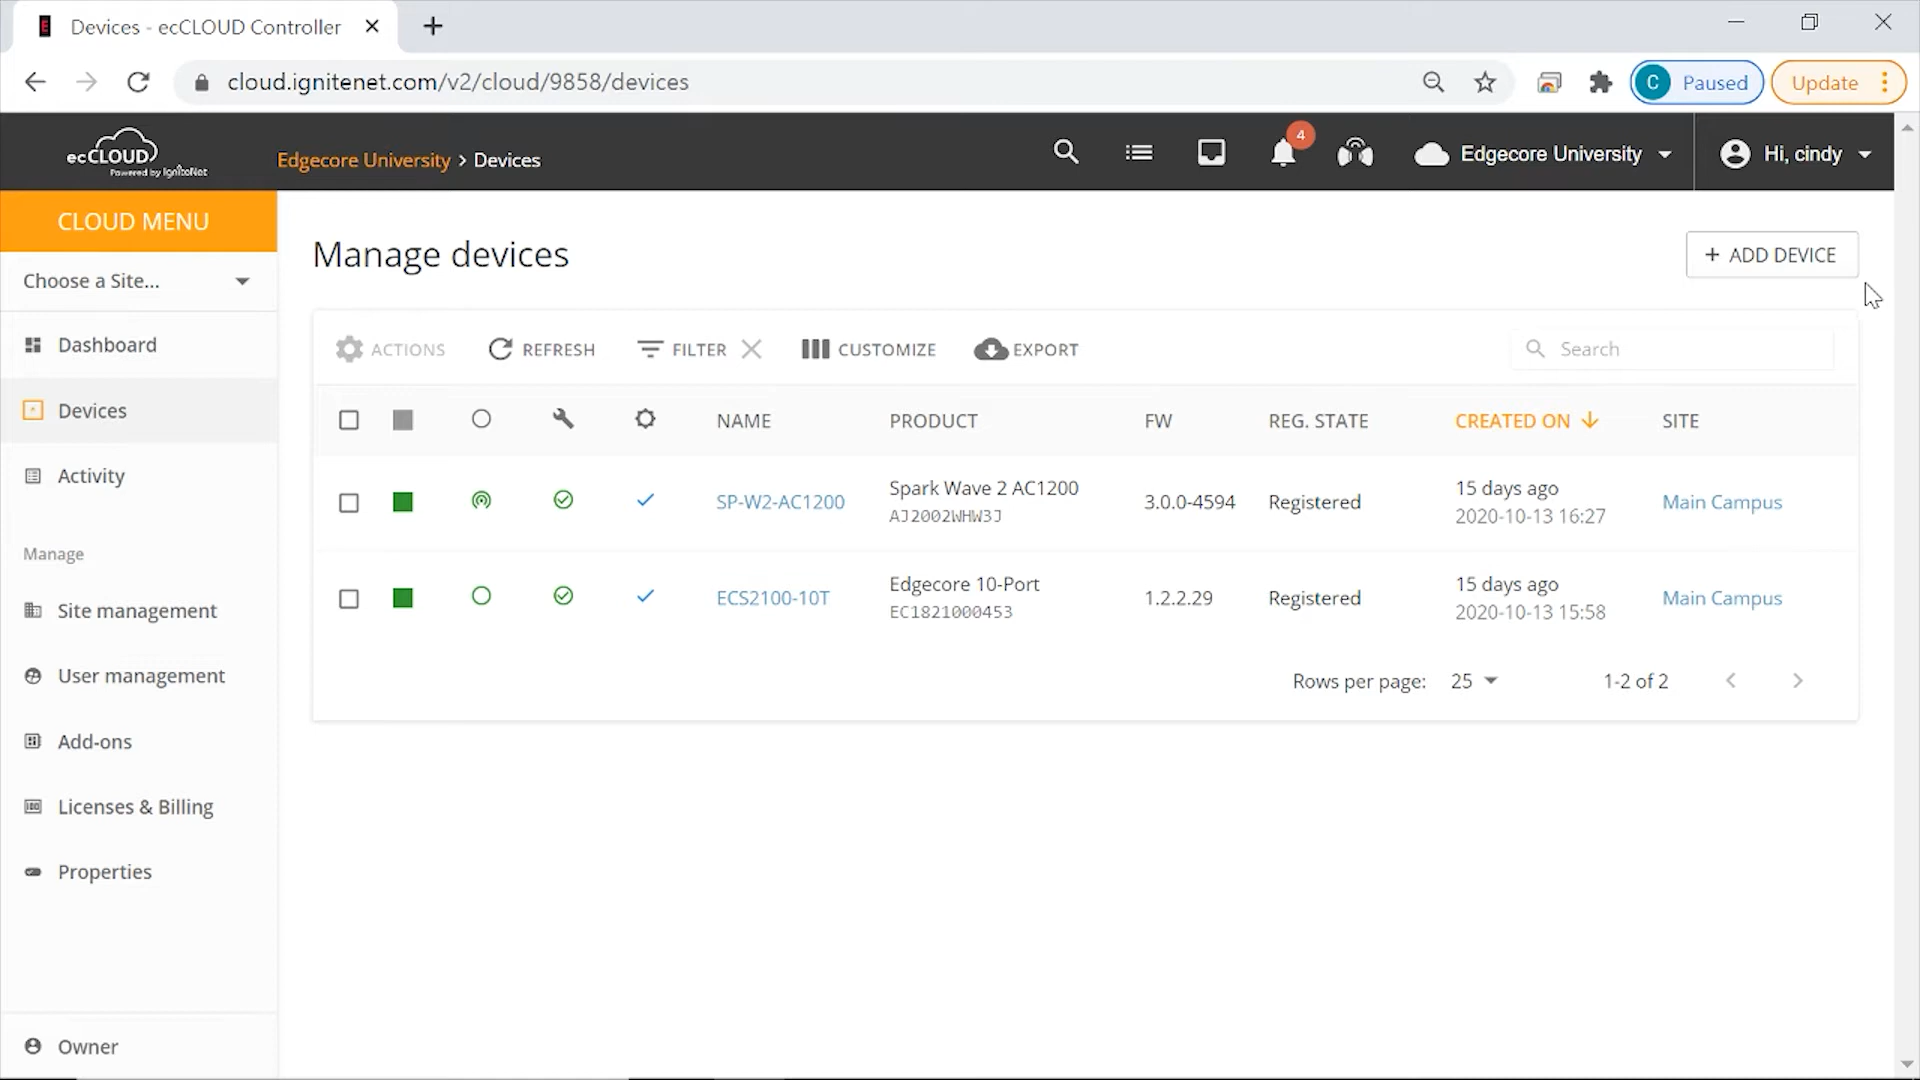 Devices - ecCLOUD Controller
cloud.ignitenet.com/v2/cloud/9858/devices
C Paused
Update
ecCLOUD
Powered by IgniteNet
Edgecore University > Devices
4
Edgecore University
Hi, cindy
CLOUD MENU
Choose a Site...
Dashboard
Devices
Activity
Manage
Site management
User management
Add-ons
Licenses & Billing
Properties
Owner
Manage devices
+ ADD DEVICE
ACTIONS REFRESH FILTER CUSTOMIZE EXPORT Search
NAME PRODUCT FW REG. STATE CREATED ON SITE
SP-W2-AC1200 Spark Wave 2 AC1200 3.0.0-4594 Registered 15 days ago Main Campus
AJ2002WHW3J 2020-10-13 16:27
ECS2100-10T Edgecore 10-Port 1.2.2.29 Registered 15 days ago Main Campus
EC1821000453 2020-10-13 15:58
Rows per page: 25 1-2 of 2